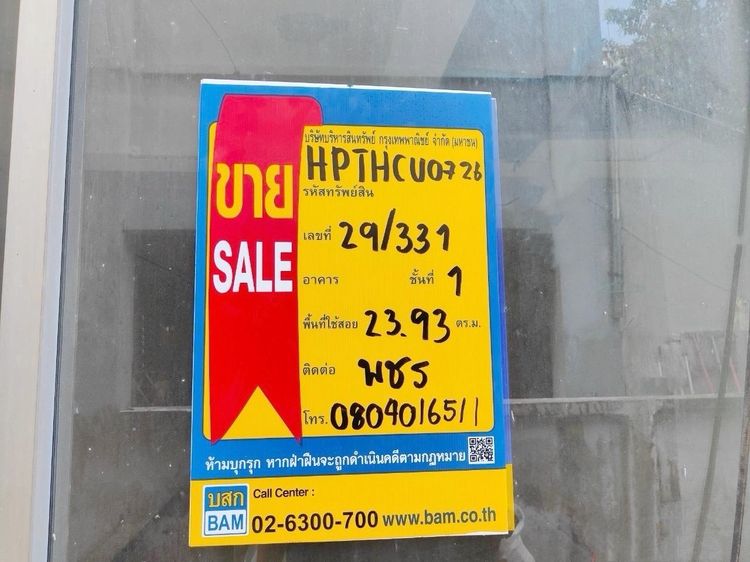 บริษัทบริหารสินทรัพย์ กรุงเทพพาณิชย์ จำกัด (มหาชน)
HPTHCU0726
รหัสทรัพย์สิน
ขาย
SALE
เลขที่ 29/331
อาคาร ชั้นที่ 1
พื้นที่ใช้สอย 23.93 ตร.ม.
ติดต่อ พชร
โทร. 0804016511
ห้ามบุกรุก หากฝ่าฝืนจะถูกดำเนินคดีตามกฎหมาย
บสก
BAM
Call Center :
02-6300-700 www.bam.co.th